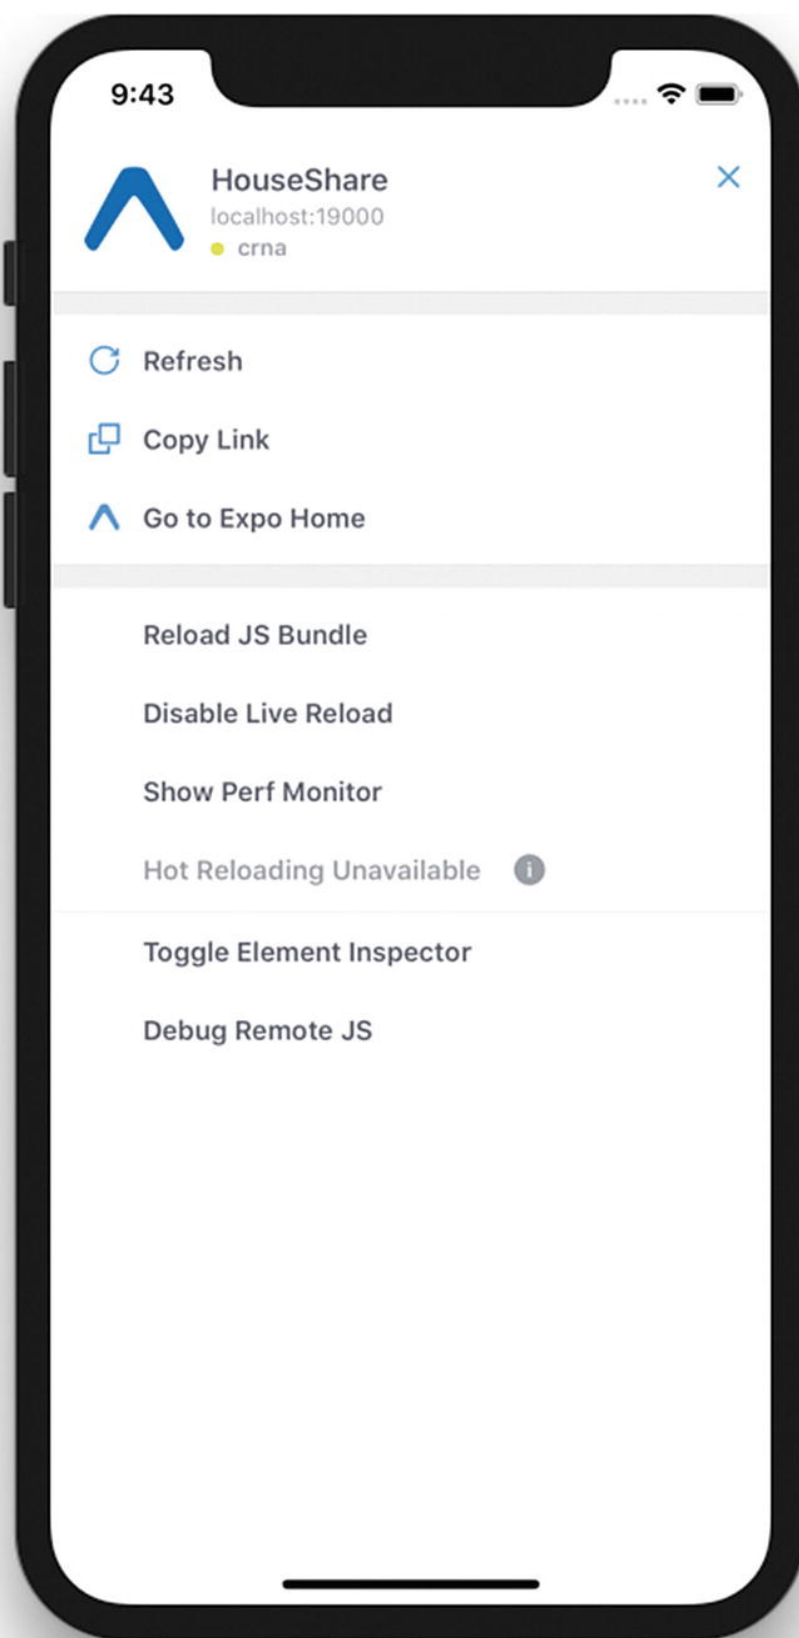 9:43
HouseShare
localhost:19000
crna
Refresh
Copy Link
Go to Expo Home
Reload JS Bundle
Disable Live Reload
Show Perf Monitor
Hot Reloading Unavailable
Toggle Element Inspector
Debug Remote JS